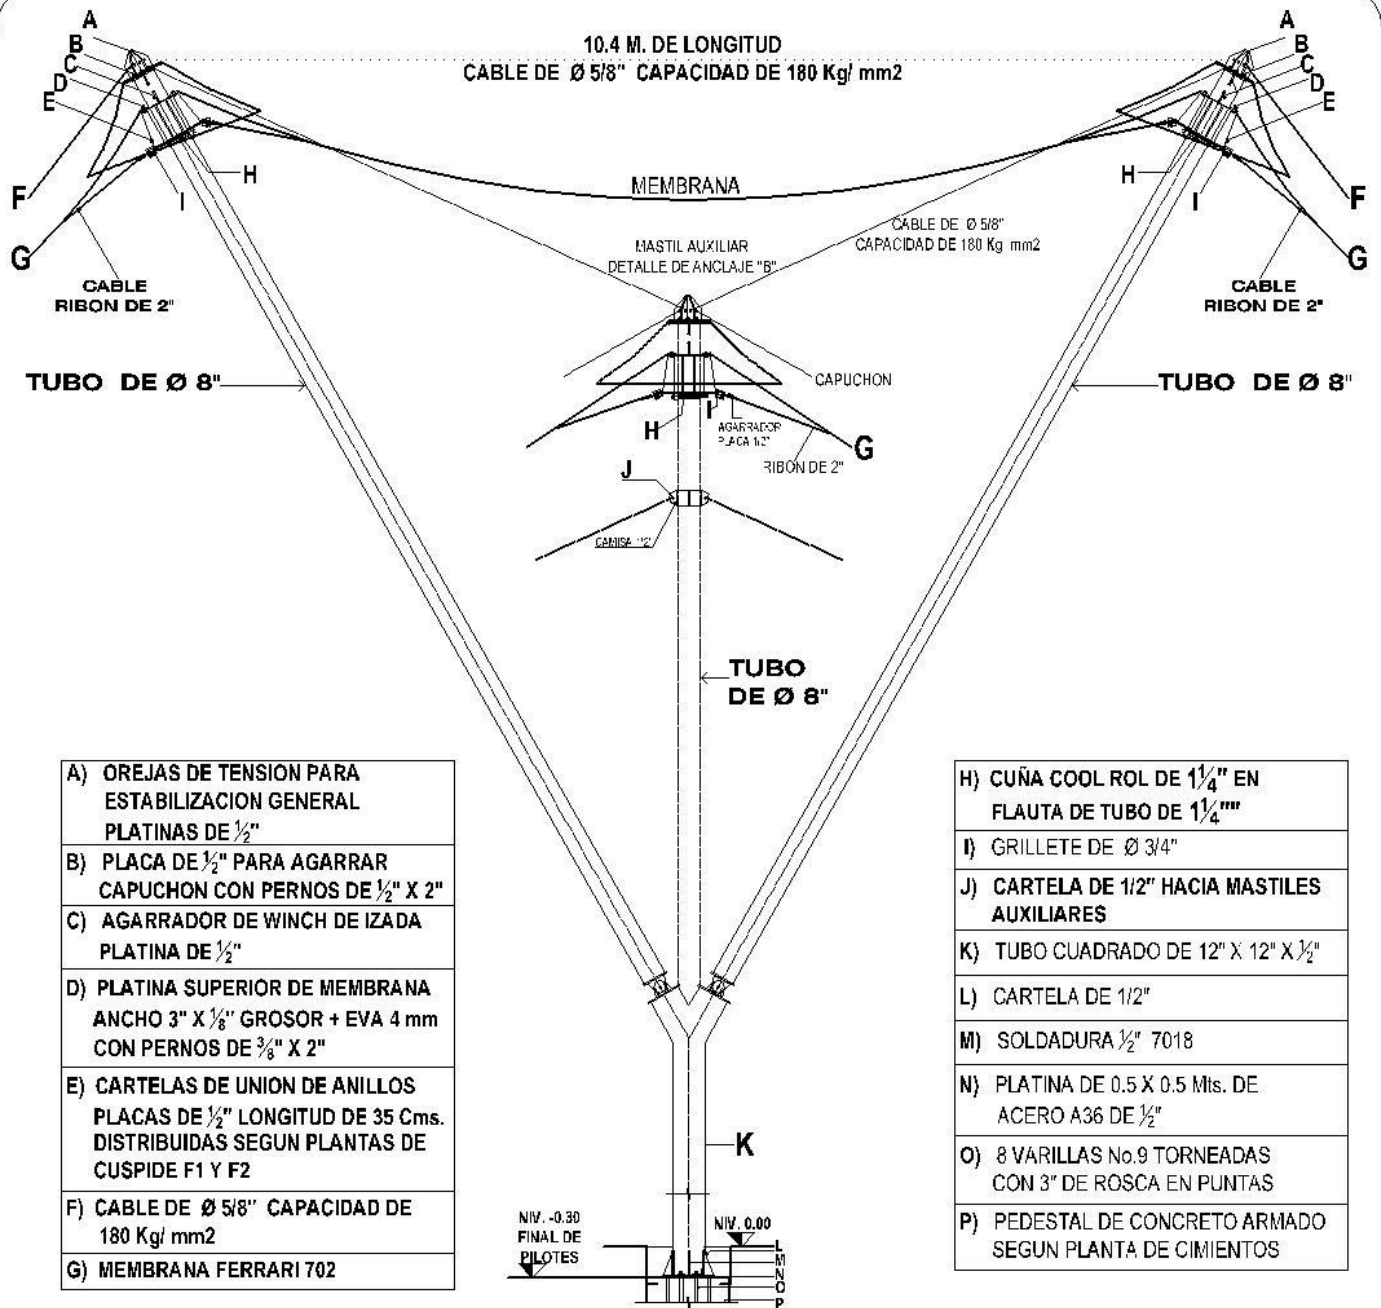 A
B
C
D
E
10.4 M. DE LONGITUD
CABLE DE Ø 5/8" CAPACIDAD DE 180 Kg/ mm2
A
B
C
D
E
F
G
H
I
MEMBRANA
H
I
F
G
CABLE DE Ø 5/8"
CAPACIDAD DE 180 Kg mm2
MASTIL AUXILIAR
DETALLE DE ANCLAJE "B"
CABLE
RIBON DE 2"
CABLE
RIBON DE 2"
TUBO DE Ø 8"
CAPUCHON
TUBO DE Ø 8"
H
I
AGARRADOR
PLACA 1/2"
G
RIBON DE 2"
J
CAMISA 1/2"
TUBO
DE Ø 8"
A) OREJAS DE TENSION PARA
ESTABILIZACION GENERAL
PLATINAS DE ½"
B) PLACA DE ½" PARA AGARRAR
CAPUCHON CON PERNOS DE ½" X 2"
C) AGARRADOR DE WINCH DE IZADA
PLATINA DE ½"
D) PLATINA SUPERIOR DE MEMBRANA
ANCHO 3" X ⅛" GROSOR + EVA 4 mm
CON PERNOS DE ⅜" X 2"
E) CARTELAS DE UNION DE ANILLOS
PLACAS DE ½" LONGITUD DE 35 Cms.
DISTRIBUIDAS SEGUN PLANTAS DE
CUSPIDE F1 Y F2
F) CABLE DE Ø 5/8" CAPACIDAD DE
180 Kg/ mm2
G) MEMBRANA FERRARI 702
H) CUÑA COOL ROL DE 1¼" EN
FLAUTA DE TUBO DE 1¼""
I) GRILLETE DE Ø 3/4"
J) CARTELA DE 1/2" HACIA MASTILES
AUXILIARES
K) TUBO CUADRADO DE 12" X 12" X ½"
L) CARTELA DE 1/2"
M) SOLDADURA ½" 7018
N) PLATINA DE 0.5 X 0.5 Mts. DE
ACERO A36 DE ½"
O) 8 VARILLAS No.9 TORNEADAS
CON 3" DE ROSCA EN PUNTAS
P) PEDESTAL DE CONCRETO ARMADO
SEGUN PLANTA DE CIMIENTOS
K
NIV. -0.30
FINAL DE
PILOTES
NIV. 0.00
L
M
N
O
P